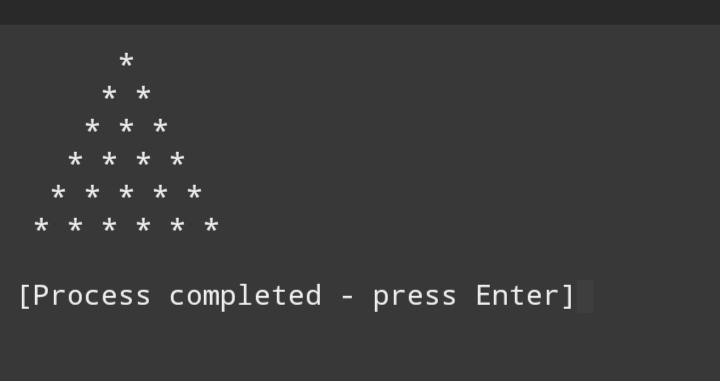 *
     * *
    * * *
   * * * *
  * * * * *
 * * * * * *
[Process completed - press Enter]